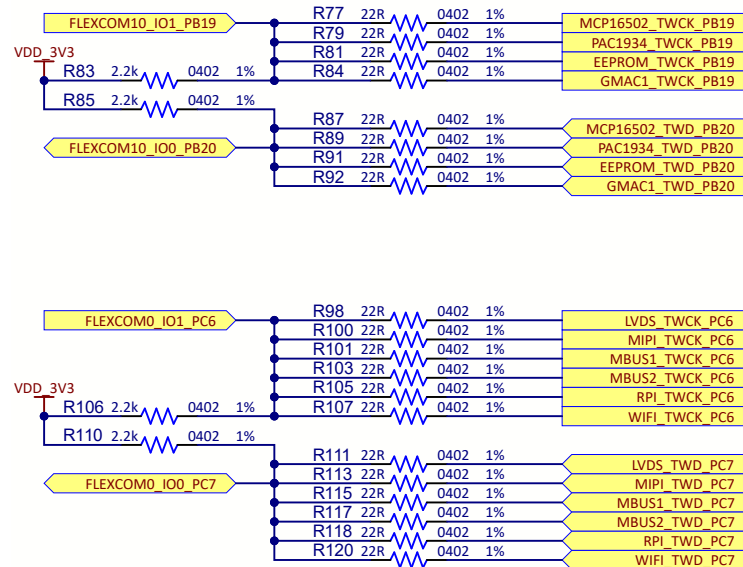 FLEXCOM10_IO1_PB19 R77 22R 0402 1% MCP16502_TWCK_PB19
R79 22R 0402 1% PAC1934_TWCK_PB19
VDD_3V3 R81 22R 0402 1% EEPROM_TWCK_PB19
R83 2.2k 0402 1% R84 22R 0402 1% GMAC1_TWCK_PB19
R85 2.2k 0402 1%
R87 22R 0402 1% MCP16502_TWD_PB20
FLEXCOM10_IO0_PB20 R89 22R 0402 1% PAC1934_TWD_PB20
R91 22R 0402 1% EEPROM_TWD_PB20
R92 22R 0402 1% GMAC1_TWD_PB20
FLEXCOM0_IO1_PC6 R98 22R 0402 1% LVDS_TWCK_PC6
R100 22R 0402 1% MIPI_TWCK_PC6
R101 22R 0402 1% MBUS1_TWCK_PC6
R103 22R 0402 1% MBUS2_TWCK_PC6
VDD_3V3 R105 22R 0402 1% RPI_TWCK_PC6
R106 2.2k 0402 1% R107 22R 0402 1% WIFI_TWCK_PC6
R110 2.2k 0402 1%
R111 22R 0402 1% LVDS_TWD_PC7
FLEXCOM0_IO0_PC7 R113 22R 0402 1% MIPI_TWD_PC7
R115 22R 0402 1% MBUS1_TWD_PC7
R117 22R 0402 1% MBUS2_TWD_PC7
R118 22R 0402 1% RPI_TWD_PC7
R120 22R 0402 1% WIFI_TWD_PC7